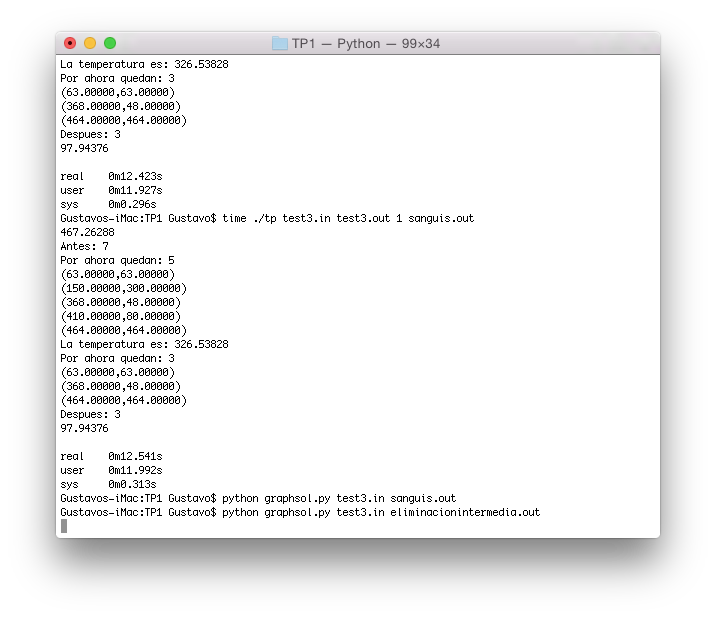 TP1 — Python — 99×34
La temperatura es: 326.53828
Por ahora quedan: 3
(63.00000,63.00000)
(368.00000,48.00000)
(464.00000,464.00000)
Despues: 3
97.94376
real 0m12.423s
user 0m11.927s
sys 0m0.296s
Gustavos-iMac:TP1 Gustavo$ time ./tp test3.in test3.out 1 sanguis.out
467.26288
Antes: 7
Por ahora quedan: 5
(63.00000,63.00000)
(150.00000,300.00000)
(368.00000,48.00000)
(410.00000,80.00000)
(464.00000,464.00000)
La temperatura es: 326.53828
Por ahora quedan: 3
(63.00000,63.00000)
(368.00000,48.00000)
(464.00000,464.00000)
Despues: 3
97.94376
real 0m12.541s
user 0m11.992s
sys 0m0.313s
Gustavos-iMac:TP1 Gustavo$ python graphsol.py test3.in sanguis.out
Gustavos-iMac:TP1 Gustavo$ python graphsol.py test3.in eliminacionintermedia.out